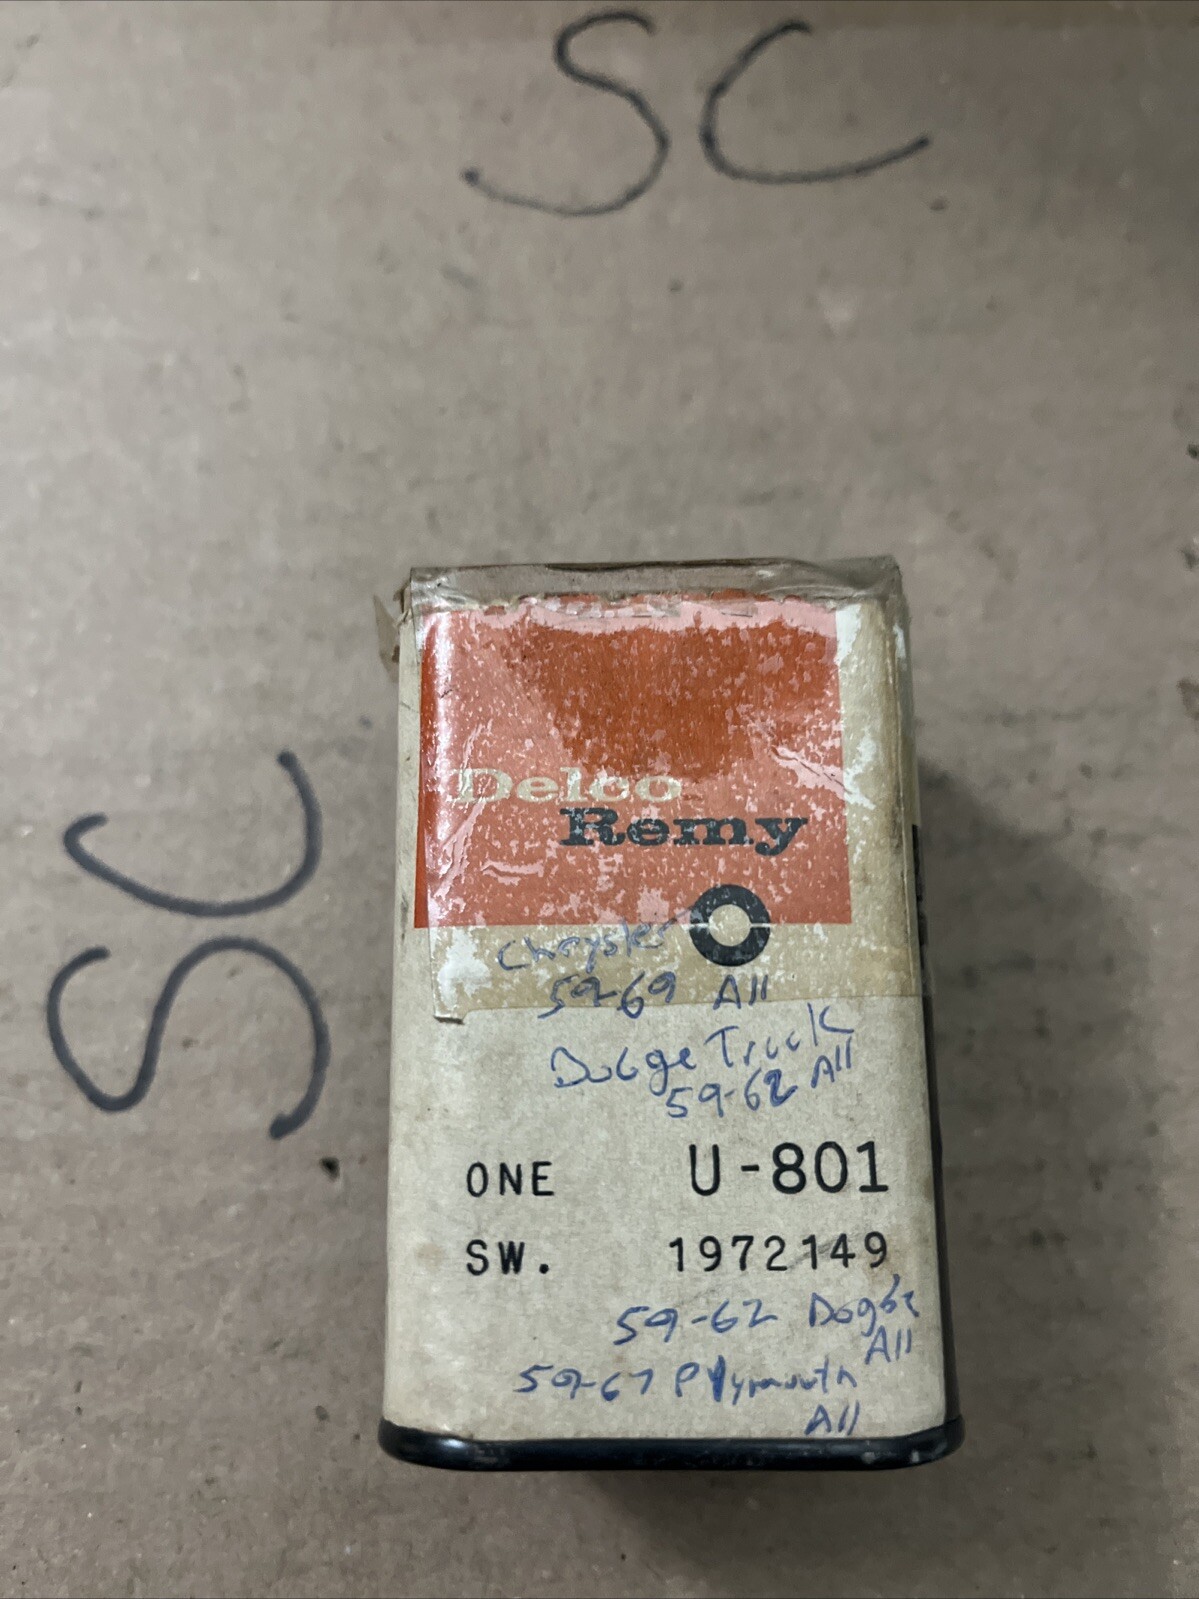 SC
SC
Delco
Remy
Chrysler
59-69 All
Dodge Truck
59-62 All
ONE U-801
SW. 1972149
59-62 Dogde
All
59-67 Plymouth
All